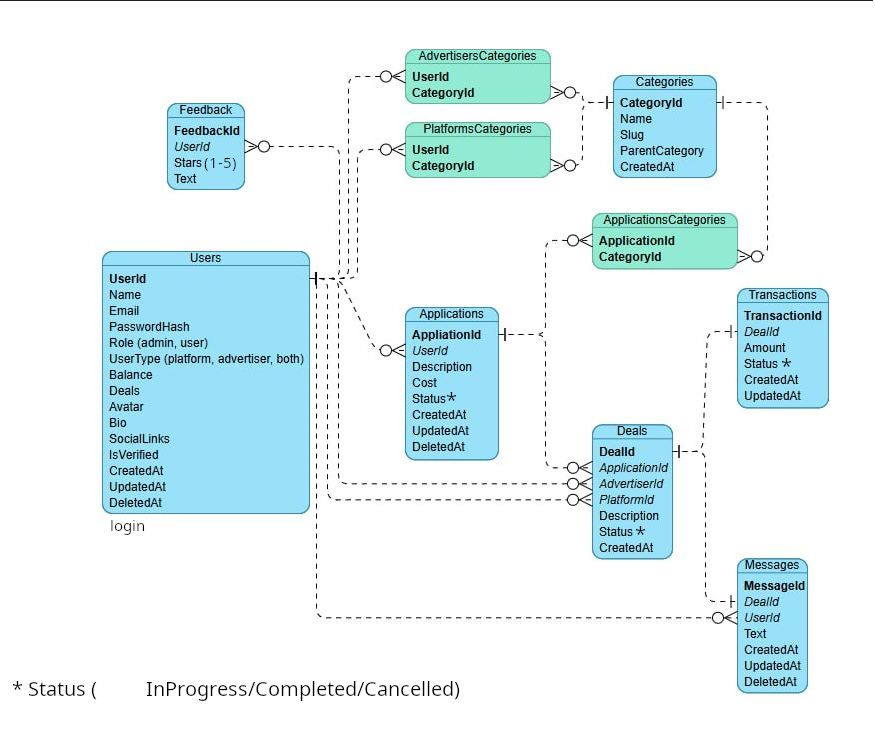 AdvertisersCategories
UserId
CategoryId
PlatformsCategories
UserId
CategoryId
Categories
CategoryId
Name
Slug
ParentCategory
CreatedAt
Feedback
FeedbackId
UserId
Stars (1-5)
Text
ApplicationsCategories
ApplicationId
CategoryId
Users
UserId
Name
Email
PasswordHash
Role (admin, user)
UserType (platform, advertiser, both)
Balance
Deals
Avatar
Bio
SocialLinks
IsVerified
CreatedAt
UpdatedAt
DeletedAt
login
Applications
AppliationId
UserId
Description
Cost
Status*
CreatedAt
UpdatedAt
DeletedAt
Transactions
TransactionId
DealId
Amount
Status *
CreatedAt
UpdatedAt
Deals
DealId
ApplicationId
AdvertiserId
PlatformId
Description
Status *
CreatedAt
Messages
MessageId
DealId
UserId
Text
CreatedAt
UpdatedAt
DeletedAt
* Status ( InProgress/Completed/Cancelled)